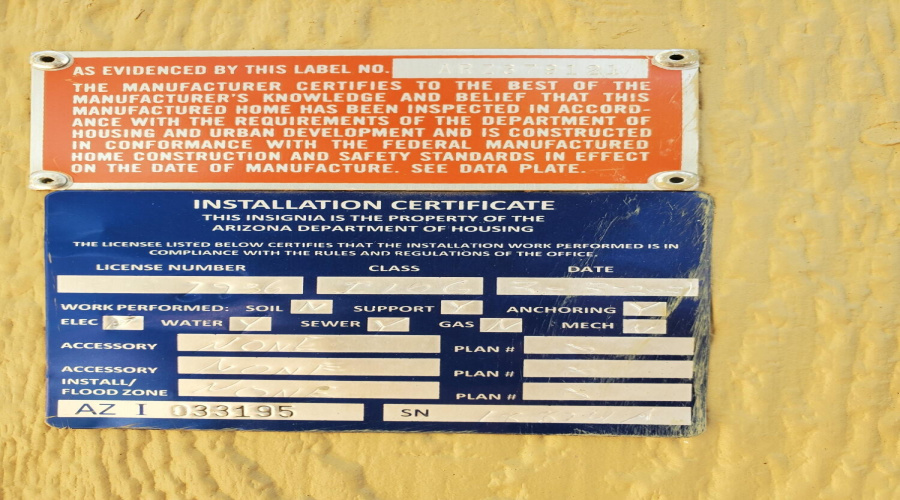 AS EVIDENCED BY THIS LABEL NO.
THE MANUFACTURER CERTIFIES TO THE BEST OF THE
MANUFACTURER'S KNOWLEDGE AND BELIEF THAT THIS
MANUFACTURED HOME HAS BEEN INSPECTED IN ACCORD-
ANCE WITH THE REQUIREMENTS OF THE DEPARTMENT OF
HOUSING AND URBAN DEVELOPMENT AND IS CONSTRUCTED
IN CONFORMANCE WITH THE FEDERAL MANUFACTURED
HOME CONSTRUCTION AND SAFETY STANDARDS IN EFFECT
ON THE DATE OF MANUFACTURE. SEE DATA PLATE.
INSTALLATION CERTIFICATE
THIS INSIGNIA IS THE PROPERTY OF THE
ARIZONA DEPARTMENT OF HOUSING
THE LICENSEE LISTED BELOW CERTIFIES THAT THE INSTALLATION WORK PERFORMED IS IN
COMPLIANCE WITH THE RULES AND REGULATIONS OF THE OFFICE.
LICENSE NUMBER CLASS DATE
WORK PERFORMED: SOIL N SUPPORT Y ANCHORING Y
ELEC WATER Y SEWER Y GAS N MECH
ACCESSORY NONE PLAN #
ACCESSORY NONE PLAN #
INSTALL/
FLOOD ZONE NONE PLAN #
AZ I 033195 SN